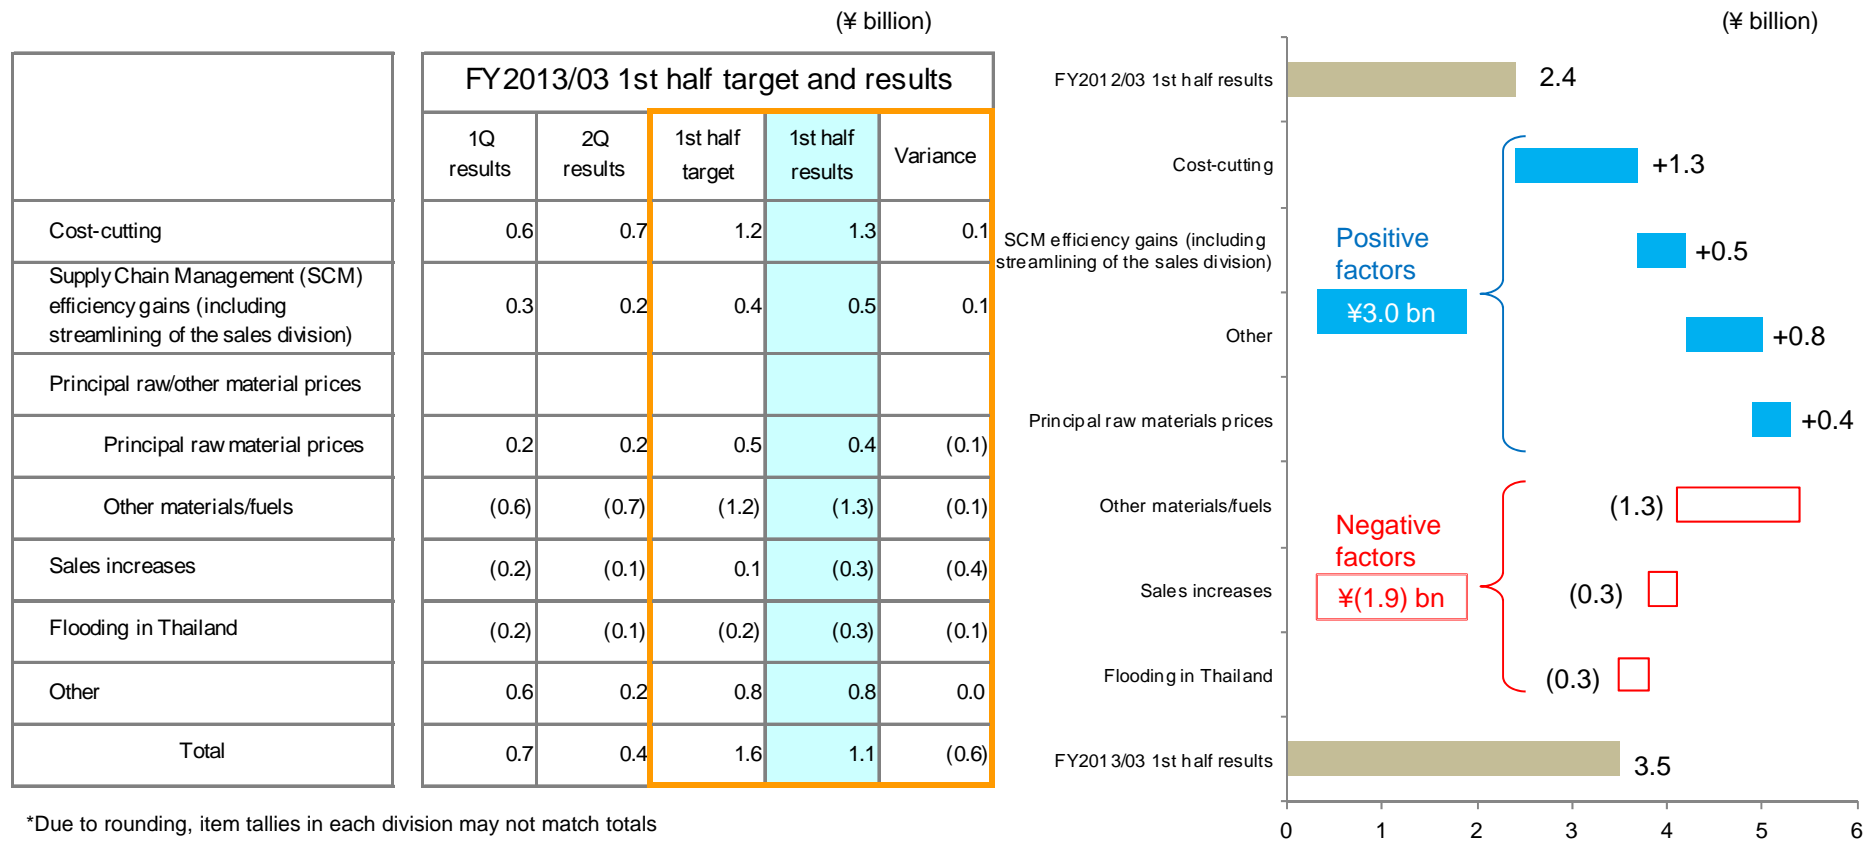 (¥ billion)
FY2013/03 1st half target and results
1Q results
2Q results
1st half target
1st half results
Variance
Cost-cutting 0.6 0.7 1.2 1.3 0.1
Supply Chain Management (SCM)
efficiency gains (including
streamlining of the sales division) 0.3 0.2 0.4 0.5 0.1
Principal raw/other material prices
Principal raw material prices 0.2 0.2 0.5 0.4 (0.1)
Other materials/fuels (0.6) (0.7) (1.2) (1.3) (0.1)
Sales increases (0.2) (0.1) 0.1 (0.3) (0.4)
Flooding in Thailand (0.2) (0.1) (0.2) (0.3) (0.1)
Other 0.6 0.2 0.8 0.8 0.0
Total 0.7 0.4 1.6 1.1 (0.6)
*Due to rounding, item tallies in each division may not match totals
(¥ billion)
FY2012/03 1st half results 2.4
Cost-cutting +1.3
SCM efficiency gains (including
streamlining of the sales division) +0.5
Other +0.8
Principal raw materials prices +0.4
Positive
factors
¥3.0 bn
Other materials/fuels (1.3)
Sales increases (0.3)
Flooding in Thailand (0.3)
Negative
factors
¥(1.9) bn
FY2013/03 1st half results 3.5
0 1 2 3 4 5 6